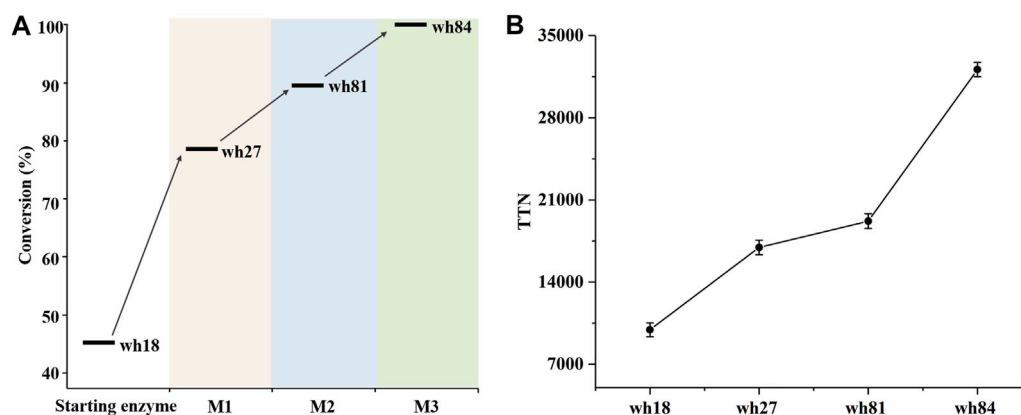 A
Conversion (%)
100
90
80
70
60
50
40
wh18
wh27
wh81
wh84
Starting enzyme M1 M2 M3
B
TTN
35000
28000
21000
14000
7000
wh18 wh27 wh81 wh84